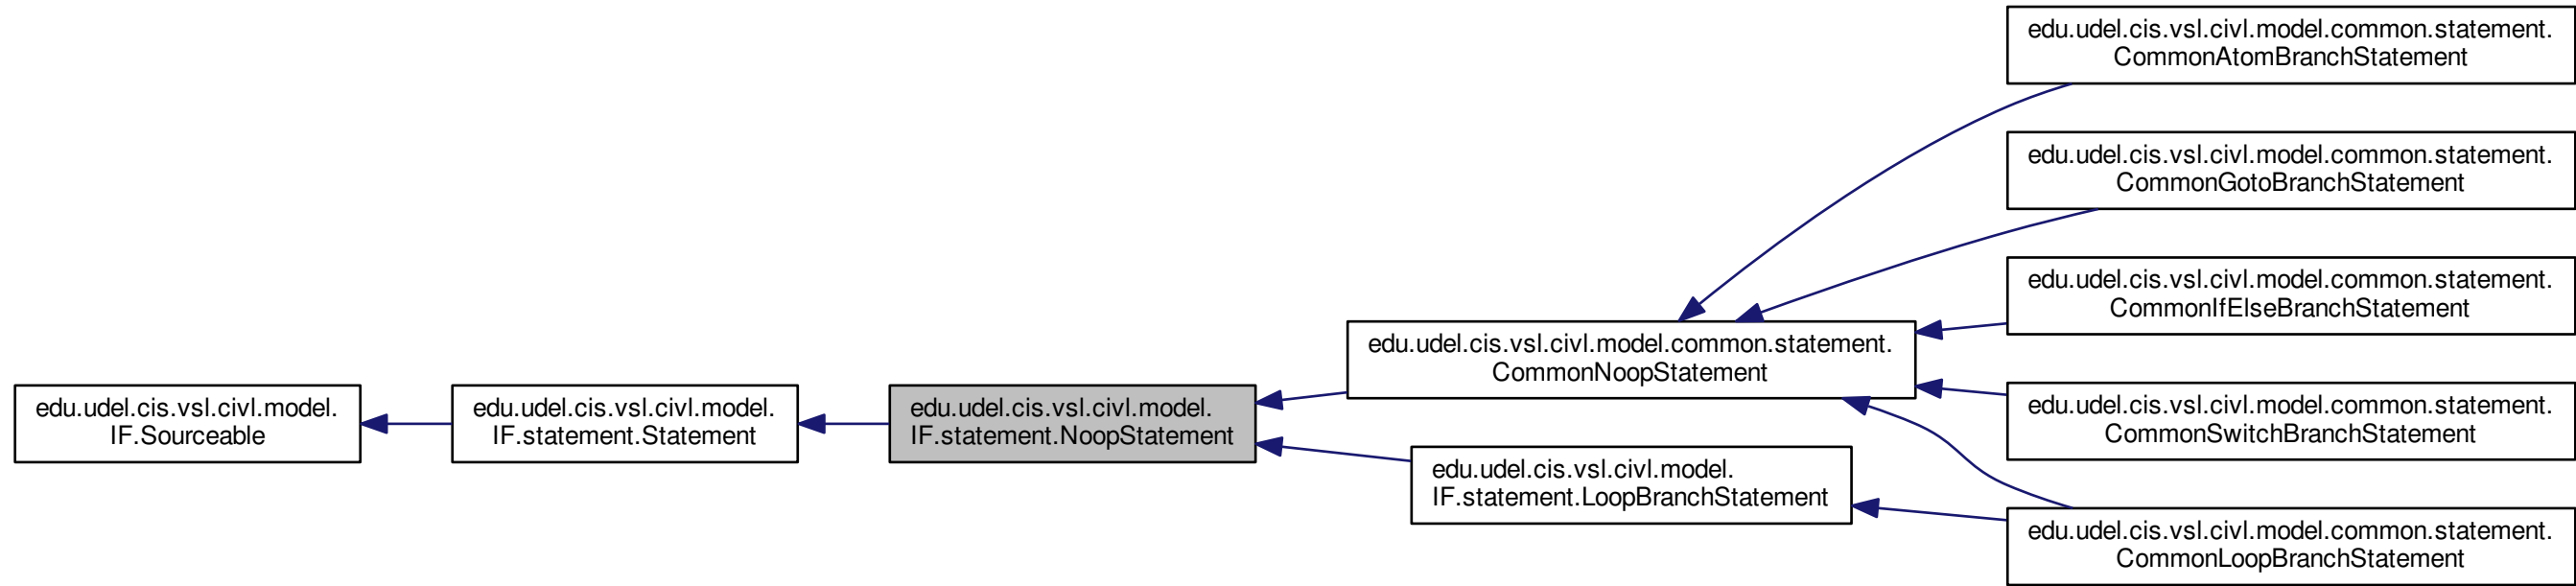 edu.udel.cis.vsl.civl.model.common.statement.
CommonAtomBranchStatement
edu.udel.cis.vsl.civl.model.common.statement.
CommonGotoBranchStatement
edu.udel.cis.vsl.civl.model.common.statement.
CommonIfElseBranchStatement
edu.udel.cis.vsl.civl.model.common.statement.
CommonNoopStatement
edu.udel.cis.vsl.civl.model.
IF.Sourceable
edu.udel.cis.vsl.civl.model.
IF.statement.Statement
edu.udel.cis.vsl.civl.model.
IF.statement.NoopStatement
edu.udel.cis.vsl.civl.model.common.statement.
CommonSwitchBranchStatement
edu.udel.cis.vsl.civl.model.
IF.statement.LoopBranchStatement
edu.udel.cis.vsl.civl.model.common.statement.
CommonLoopBranchStatement